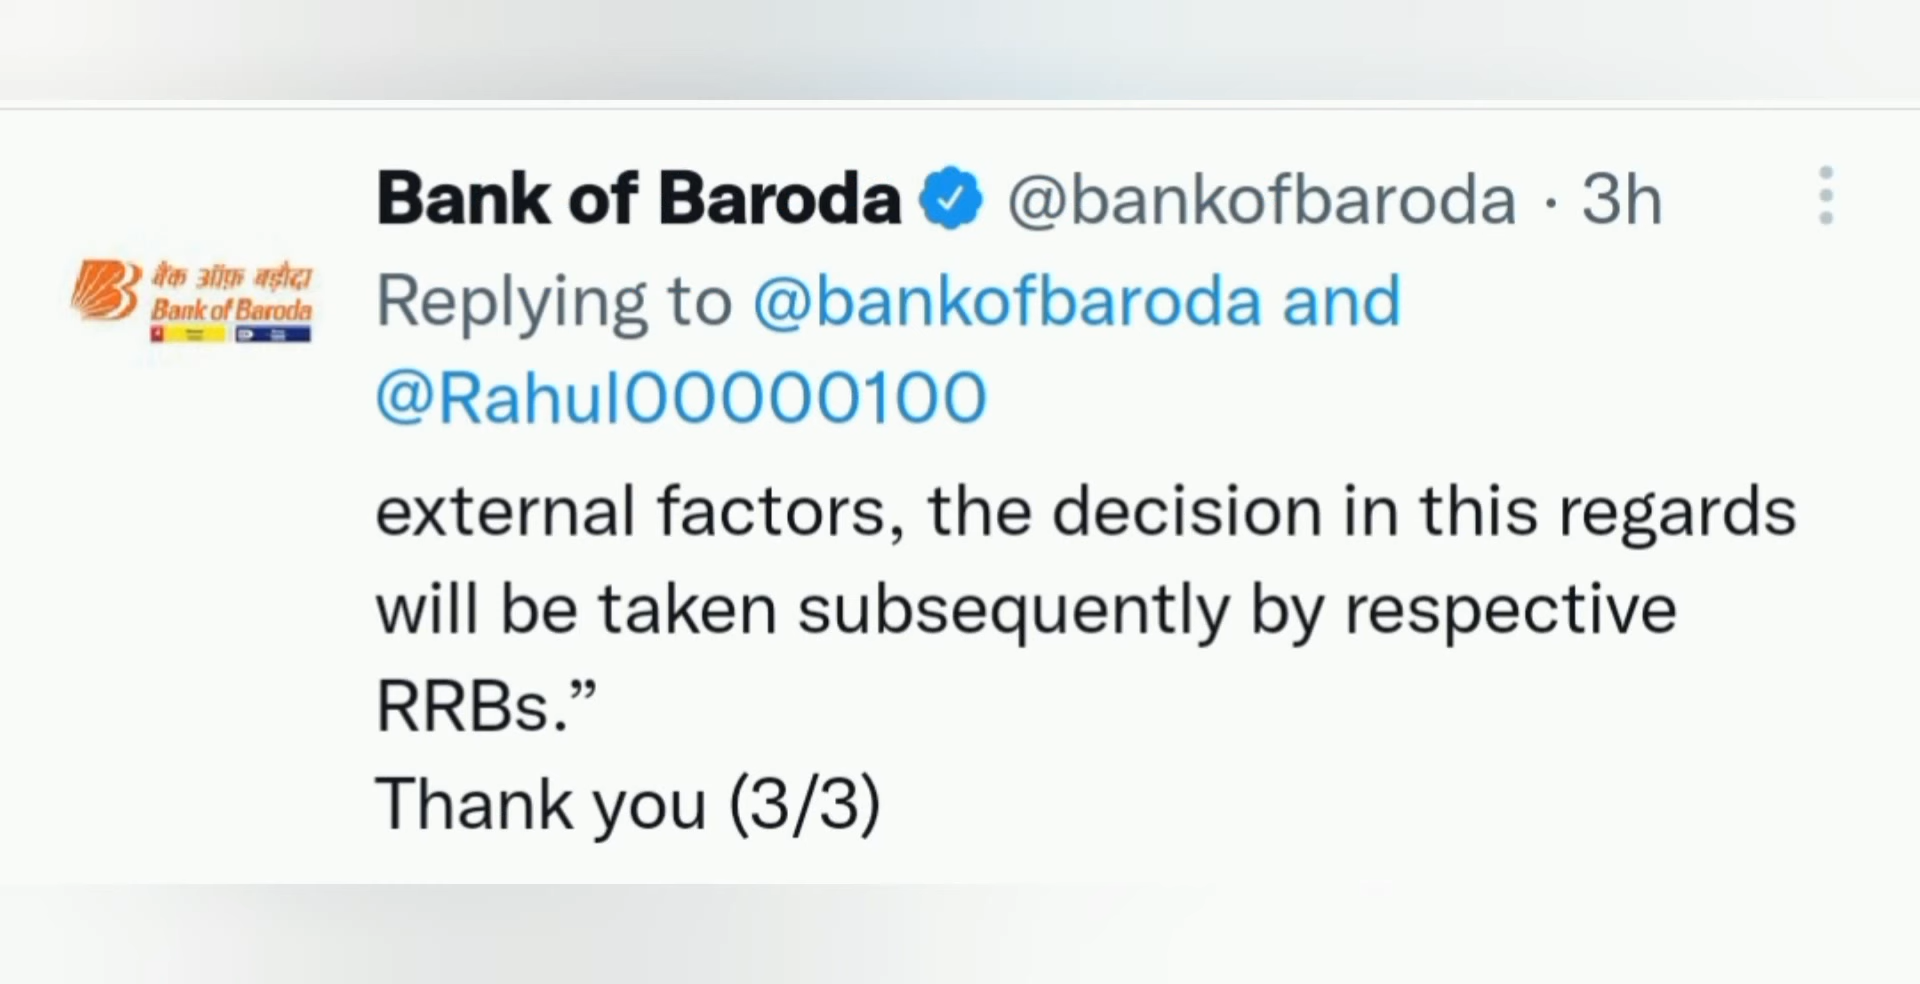 Bank of Baroda @bankofbaroda · 3h
बैंक ऑफ़ बड़ौदा
Bank of Baroda
Replying to @bankofbaroda and
@Rahul00000100
external factors, the decision in this regards
will be taken subsequently by respective
RRBs.”
Thank you (3/3)